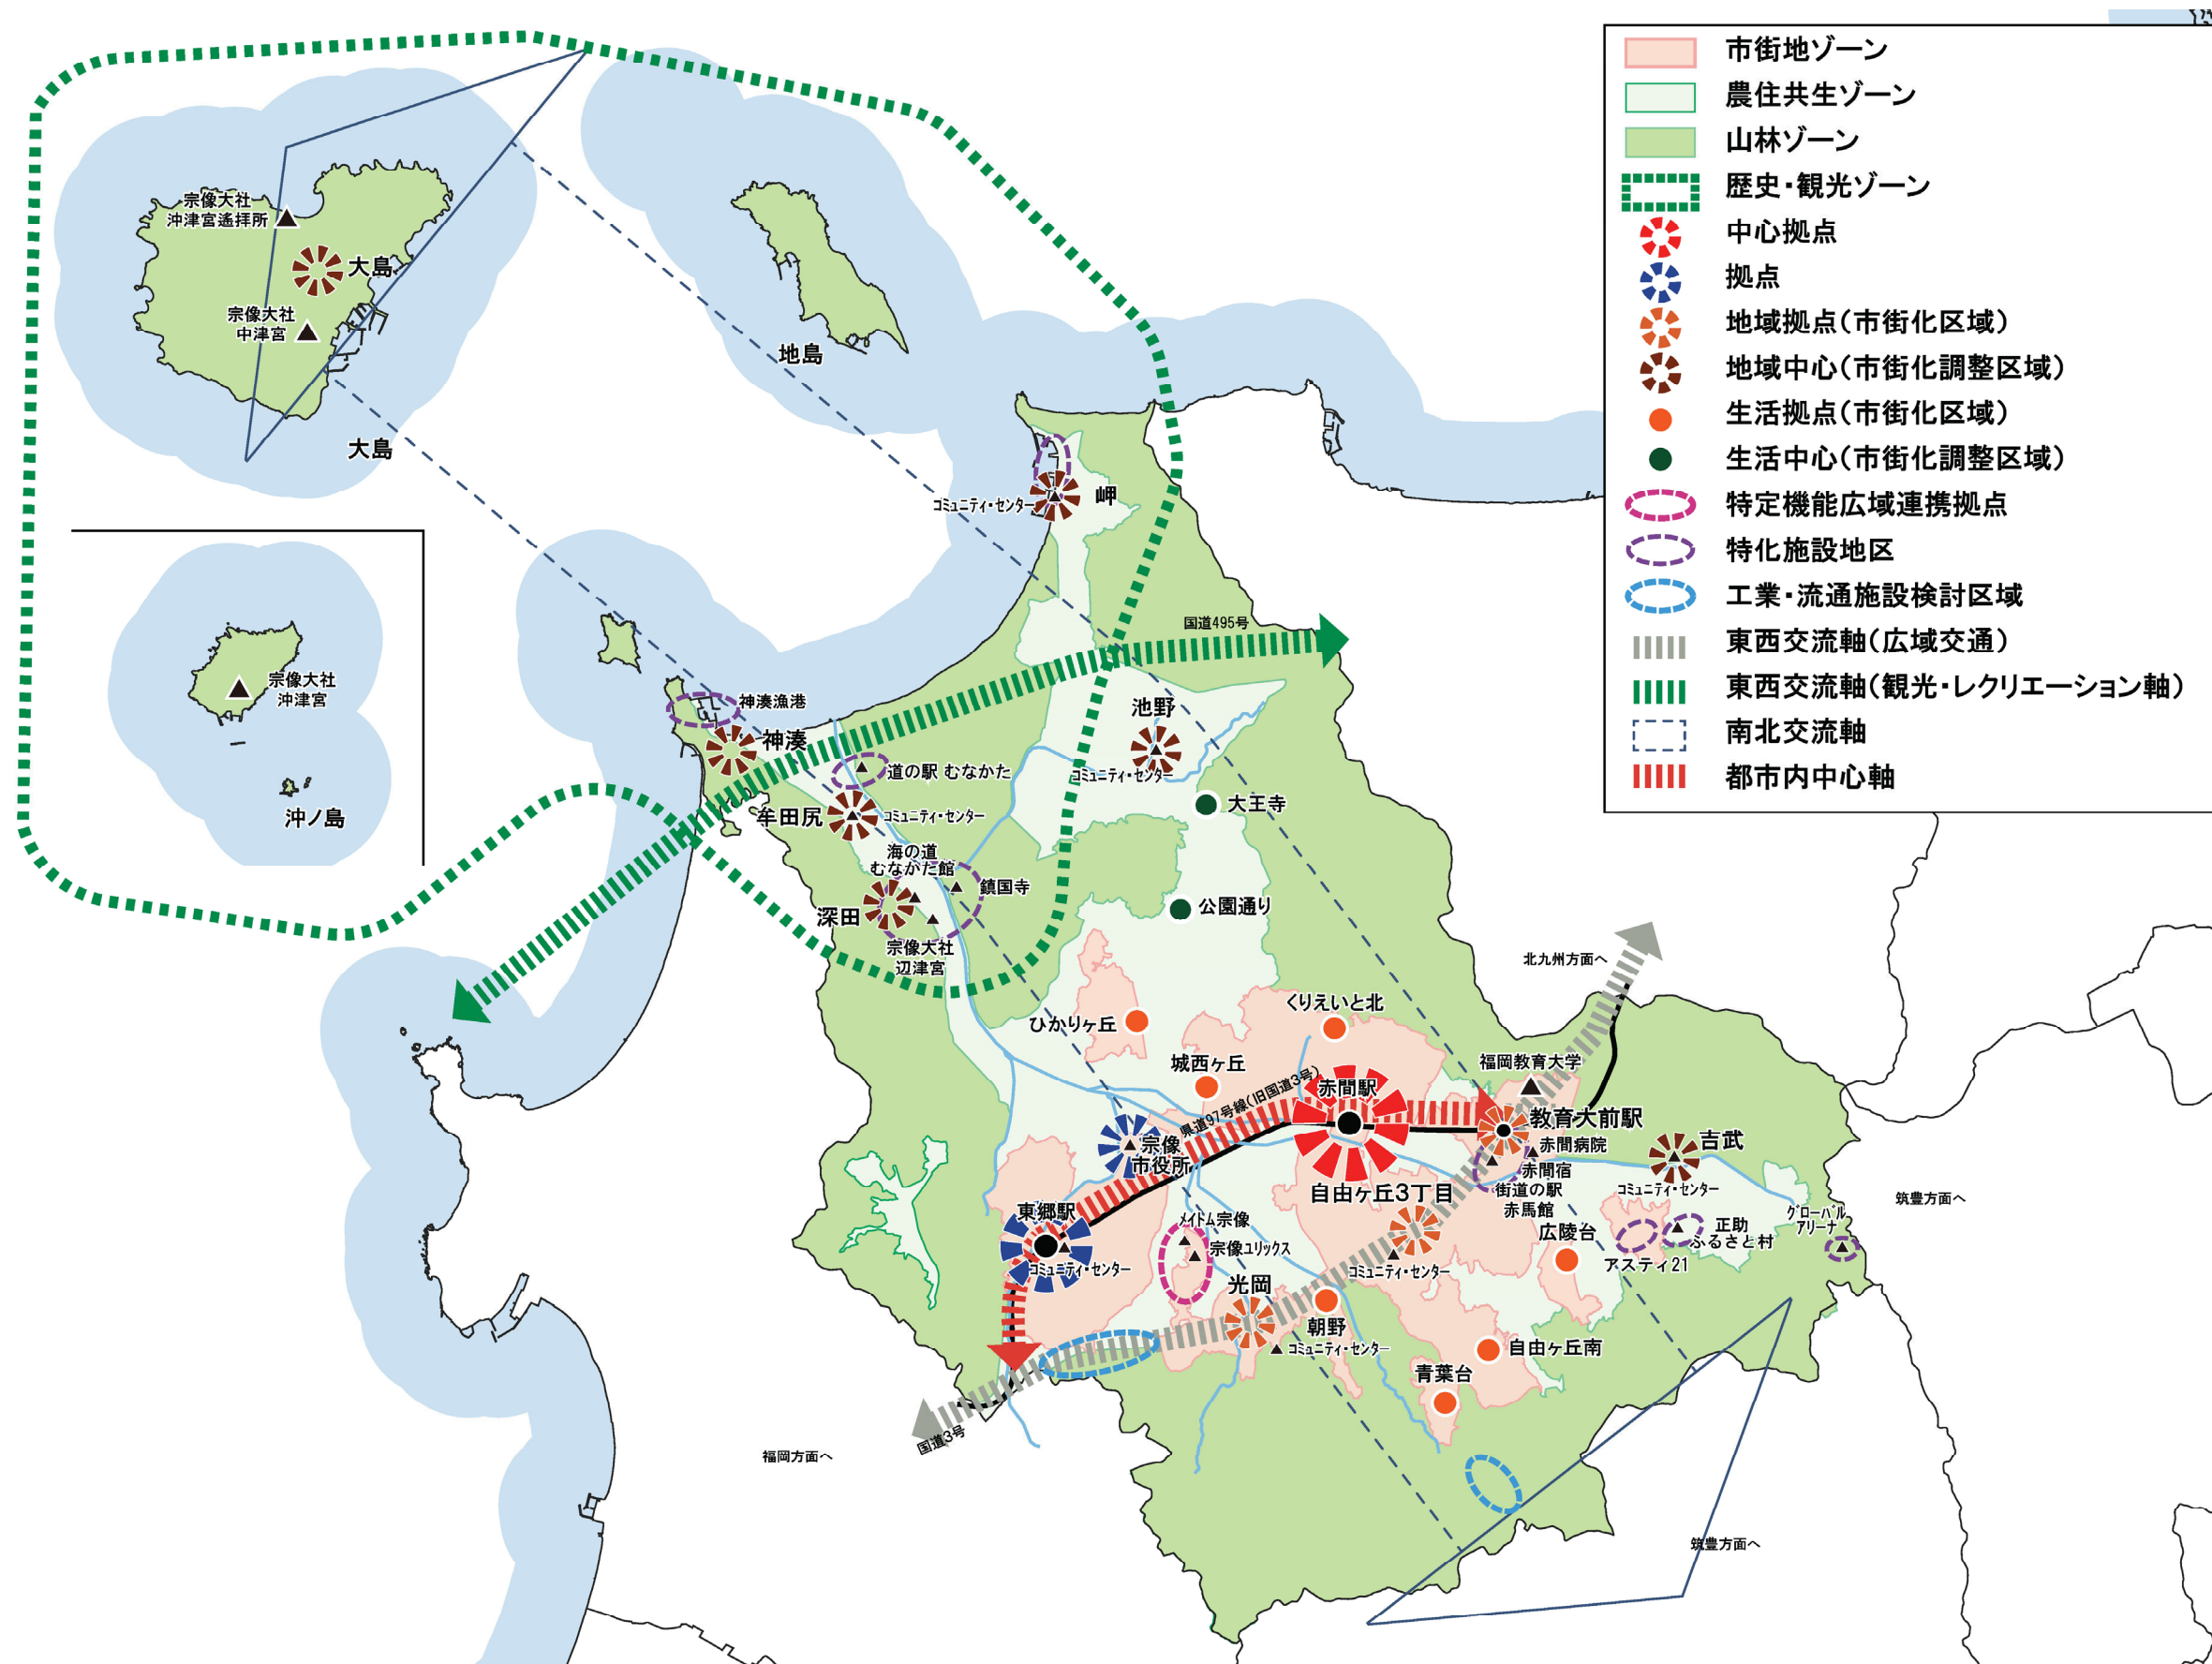 市街地ゾーン
農住共生ゾーン
山林ゾーン
歴史・観光ゾーン
中心拠点
拠点
地域拠点（市街化区域）
地域中心（市街化調整区域）
生活拠点（市街化区域）
生活中心（市街化調整区域）
特定機能広域連携拠点
特化施設地区
工業・流通施設検討区域
東西交流軸（広域交通）
東西交流軸（観光・レクリエーション軸）
南北交流軸
都市内中心軸
宗像大社
沖津宮遙拝所
大島
宗像大社
中津宮
大島
地島
コミュニティ・センター
岬
宗像大社
沖津宮
沖ノ島
国道495号
神湊漁港
神湊
池野
コミュニティ・センター
道の駅 むなかた
牟田尻
コミュニティ・センター
大王寺
海の道
むなかた館
鎮国寺
深田
宗像大社
辺津宮
公園通り
北九州方面へ
ひかりヶ丘
くりえいと北
城西ヶ丘
県道97号線（旧国道3号）
赤間駅
福岡教育大学
教育大前駅
赤間病院
赤間宿
街道の駅
赤馬館
吉武
コミュニティ・センター
宗像
市役所
自由ヶ丘3丁目
コミュニティ・センター
東郷駅
コミュニティ・センター
メイトム宗像
宗像ユリックス
光岡
朝野
コミュニティ・センター
広陵台
アスティ21
正助
ふるさと村
グローバル
アリーナ
筑豊方面へ
自由ヶ丘南
青葉台
国道3号
福岡方面へ
筑豊方面へ